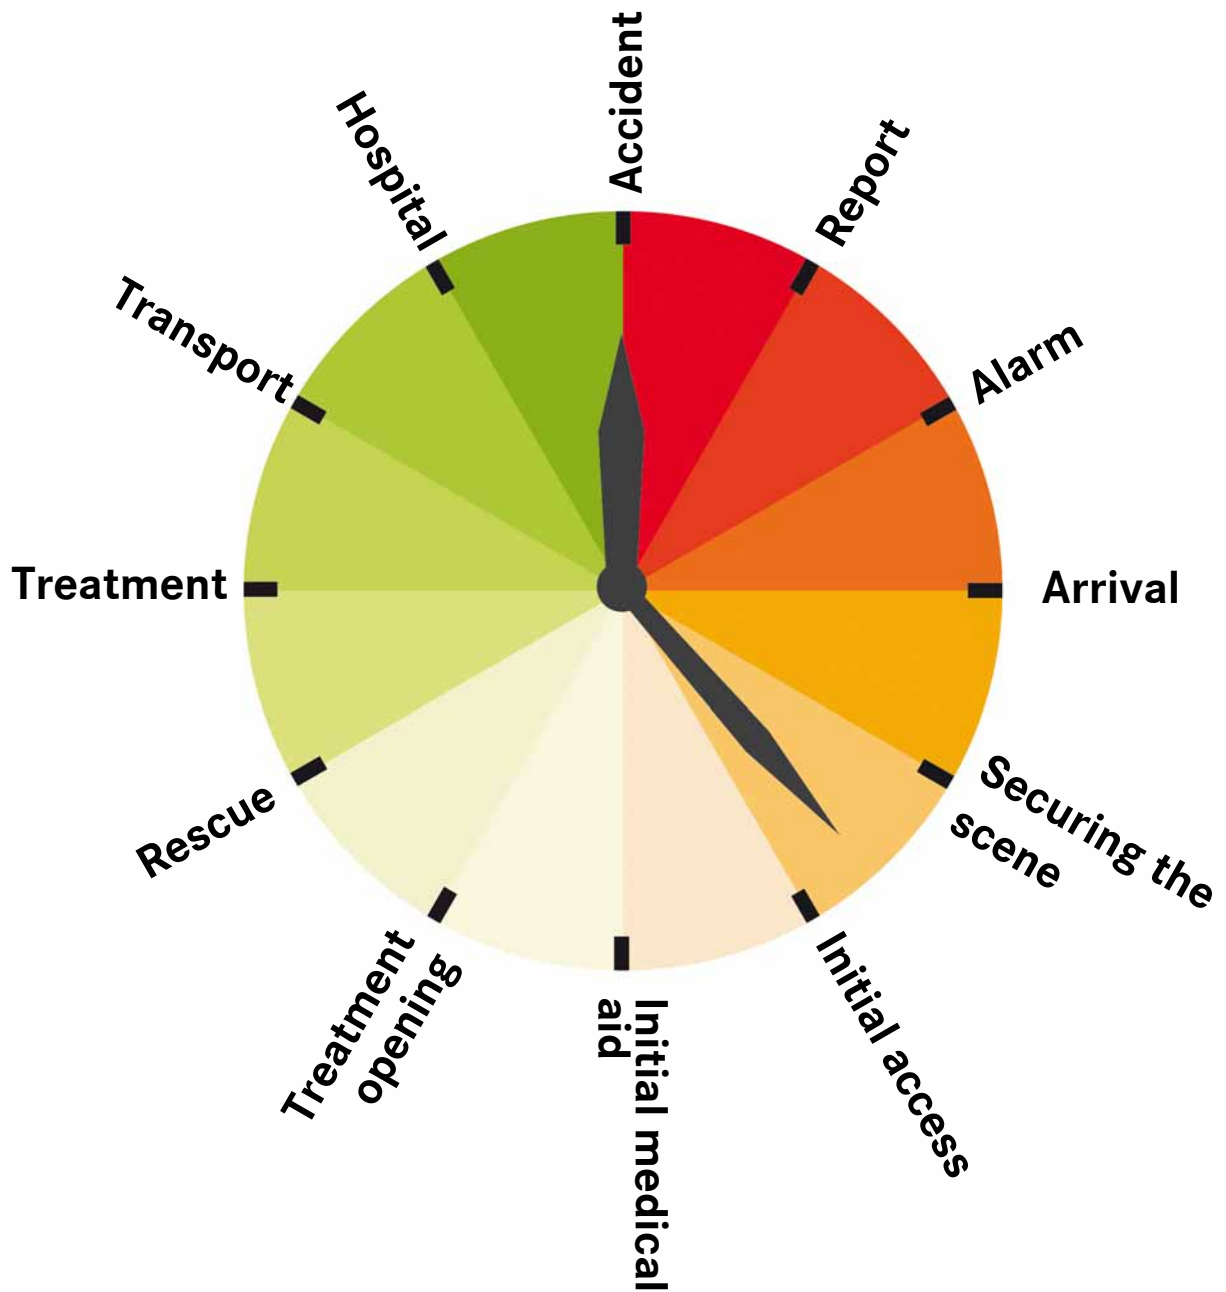 Accident
Report
Alarm
Arrival
Securing the
scene
Initial access
Initial medical
aid
Treatment
opening
Rescue
Treatment
Transport
Hospital